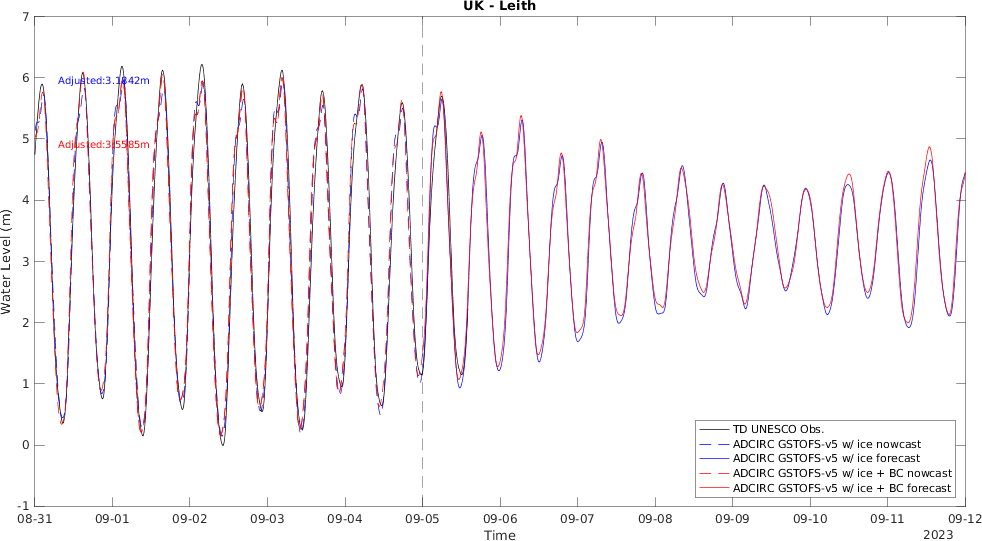 UK - Leith
7
6
5
4
3
2
1
0
-1
Water Level (m)
Adjusted:3.1842m
Adjusted:3.5585m
TD UNESCO Obs.
ADCIRC GSTOFS-v5 w/ ice nowcast
ADCIRC GSTOFS-v5 w/ ice forecast
ADCIRC GSTOFS-v5 w/ ice + BC nowcast
ADCIRC GSTOFS-v5 w/ ice + BC forecast
08-31 09-01 09-02 09-03 09-04 09-05 09-06 09-07 09-08 09-09 09-10 09-11 09-12
Time
2023